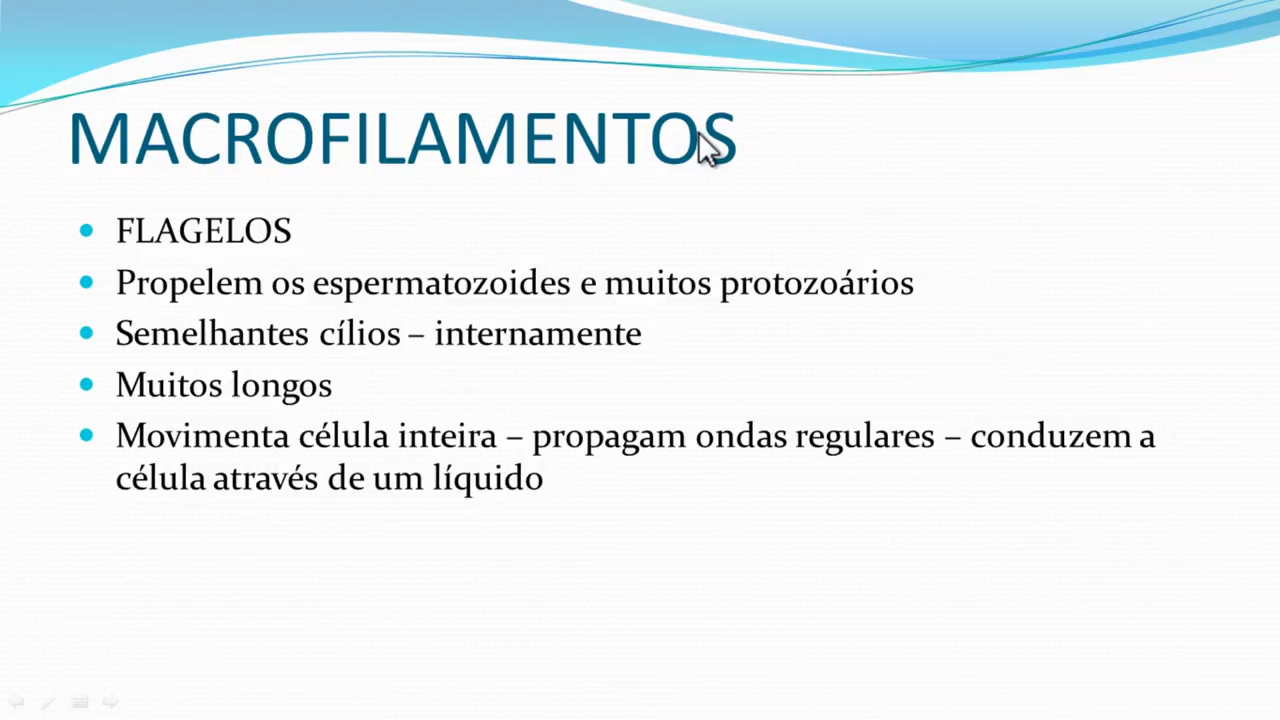 MACROFILAMENTOS
FLAGELOS
Propelem os espermatozoides e muitos protozoários
Semelhantes cílios – internamente
Muitos longos
Movimenta célula inteira – propagam ondas regulares – conduzem a
célula através de um líquido